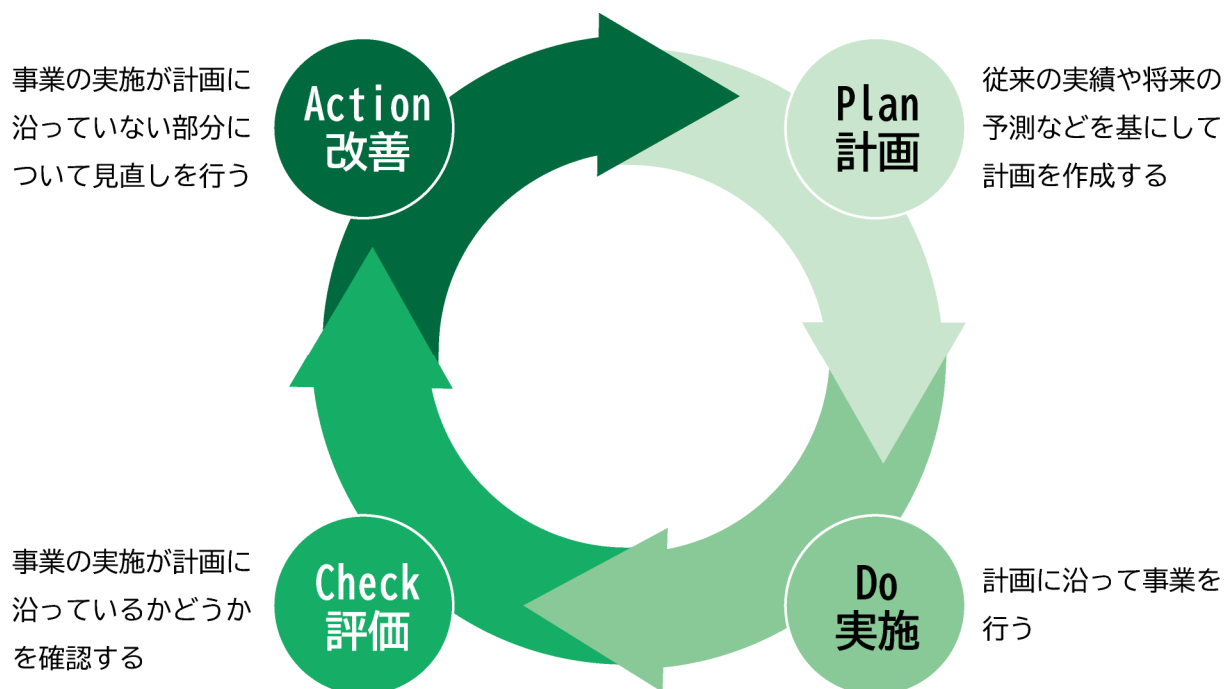 事業の実施が計画に
沿っていない部分に
ついて見直しを行う
Action
改善
Plan
計画
従来の実績や将来の
予測などを基にして
計画を作成する
事業の実施が計画に
沿っているかどうか
を確認する
Check
評価
Do
実施
計画に沿って事業を
行う